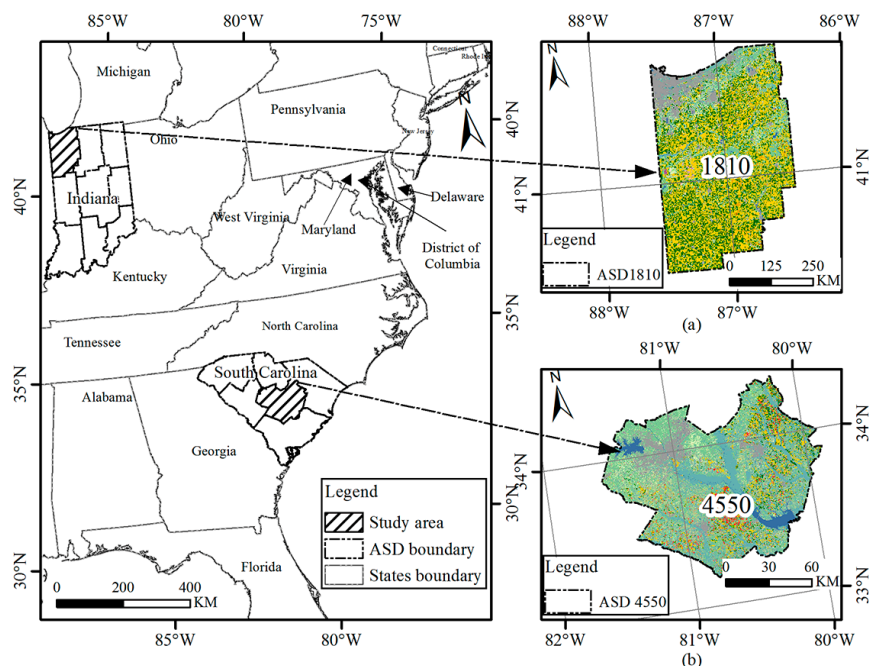 85°W
80°W
75°W
Michigan
Connecticut
Pennsylvania
N
New Jersey
Ohio
40°N
40°N
Indiana
Delaware
West Virginia
Maryland
District of
Columbia
Kentucky
Virginia
35°N
North Carolina
Tennessee
35°N
South Carolina
Alabama
Georgia
30°N
Legend
Study area
ASD boundary
States boundary
30°N
Florida
0
200
400
KM
85°W
80°W
88°W
87°W
86°W
N
1810
41°N
41°N
Legend
ASD1810
0
125
250
KM
88°W
87°W
(a)
81°W
80°W
N
34°N
34°N
4550
Legend
ASD 4550
0
30
60
KM
33°N
82°W
81°W
80°W
(b)